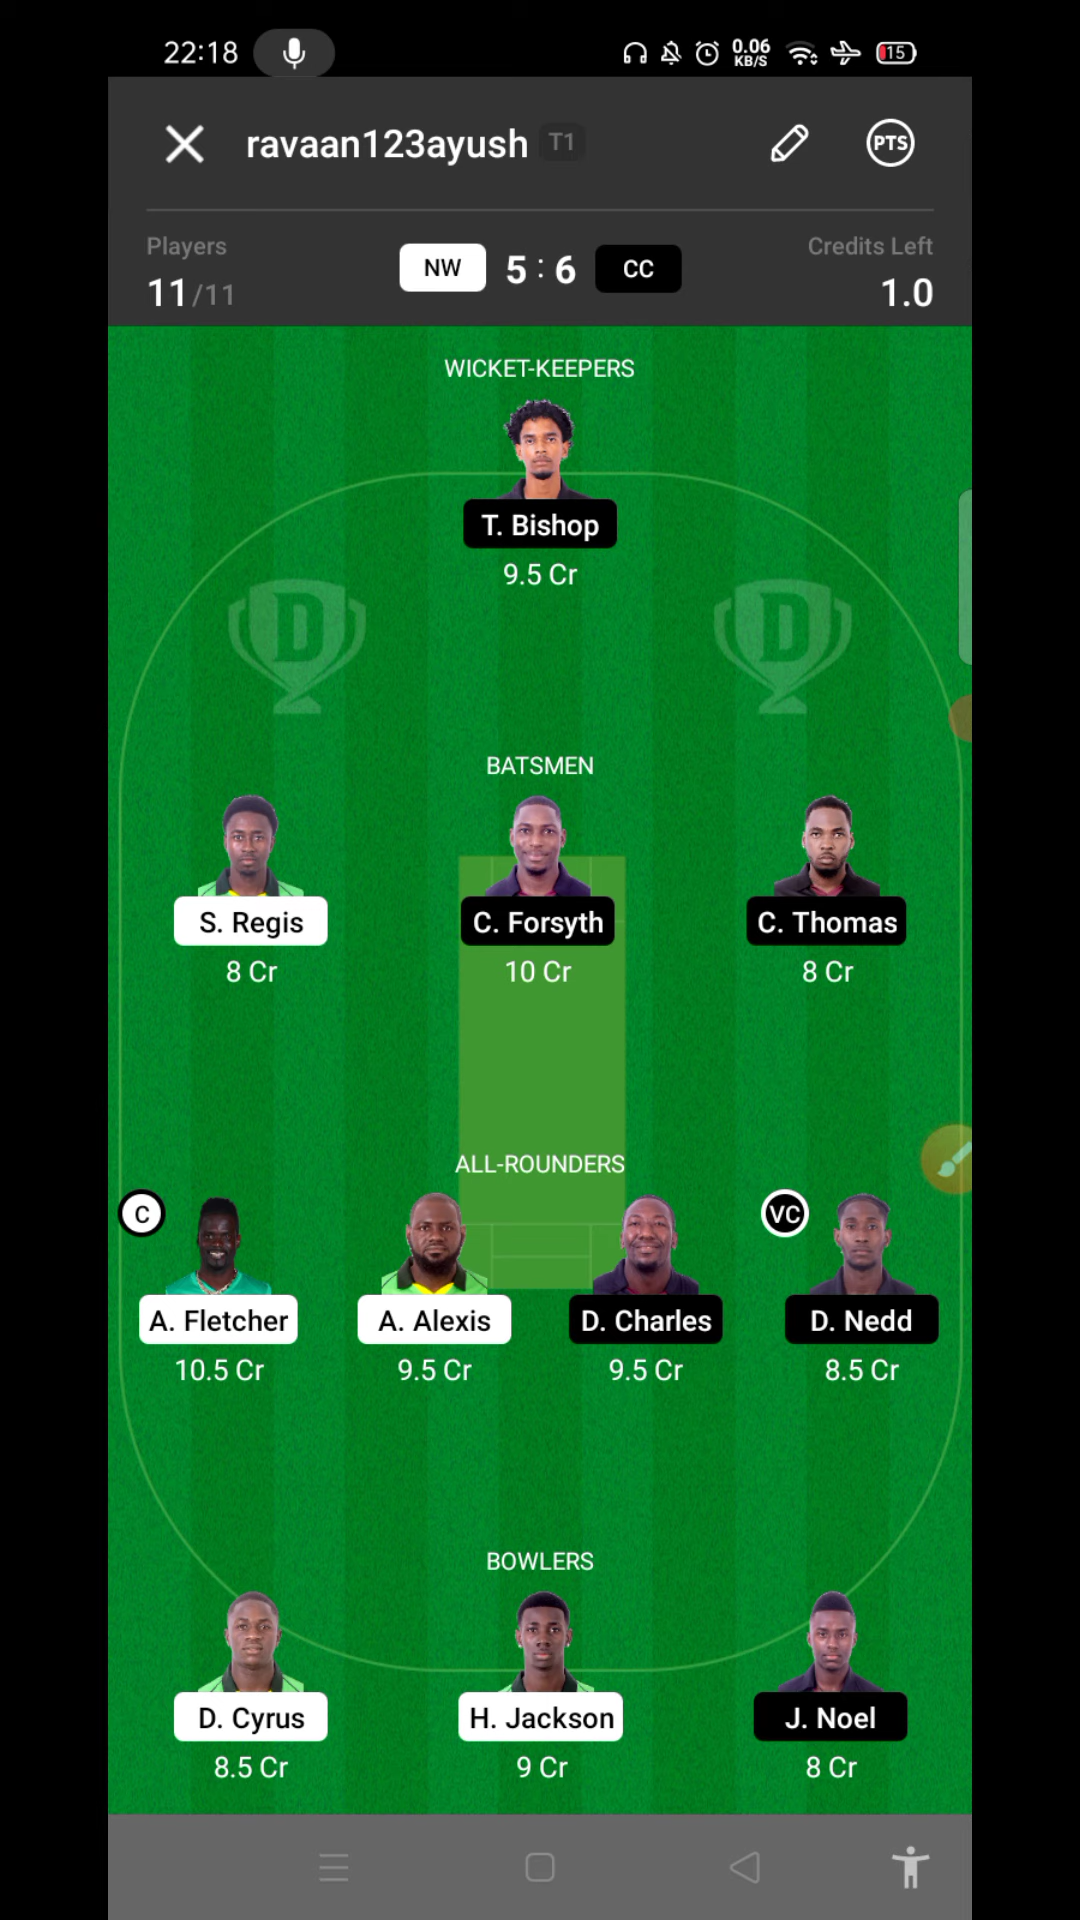 22:18
0.06
KB/S
15
ravaan123ayush T1
PTS
Players
Credits Left
NW 5 : 6 CC
11/11
1.0
WICKET-KEEPERS
T. Bishop
9.5 Cr
D D
BATSMEN
S. Regis C. Forsyth C. Thomas
8 Cr 10 Cr 8 Cr
ALL-ROUNDERS
C VC
A. Fletcher A. Alexis D. Charles D. Nedd
10.5 Cr 9.5 Cr 9.5 Cr 8.5 Cr
BOWLERS
D. Cyrus H. Jackson J. Noel
8.5 Cr 9 Cr 8 Cr